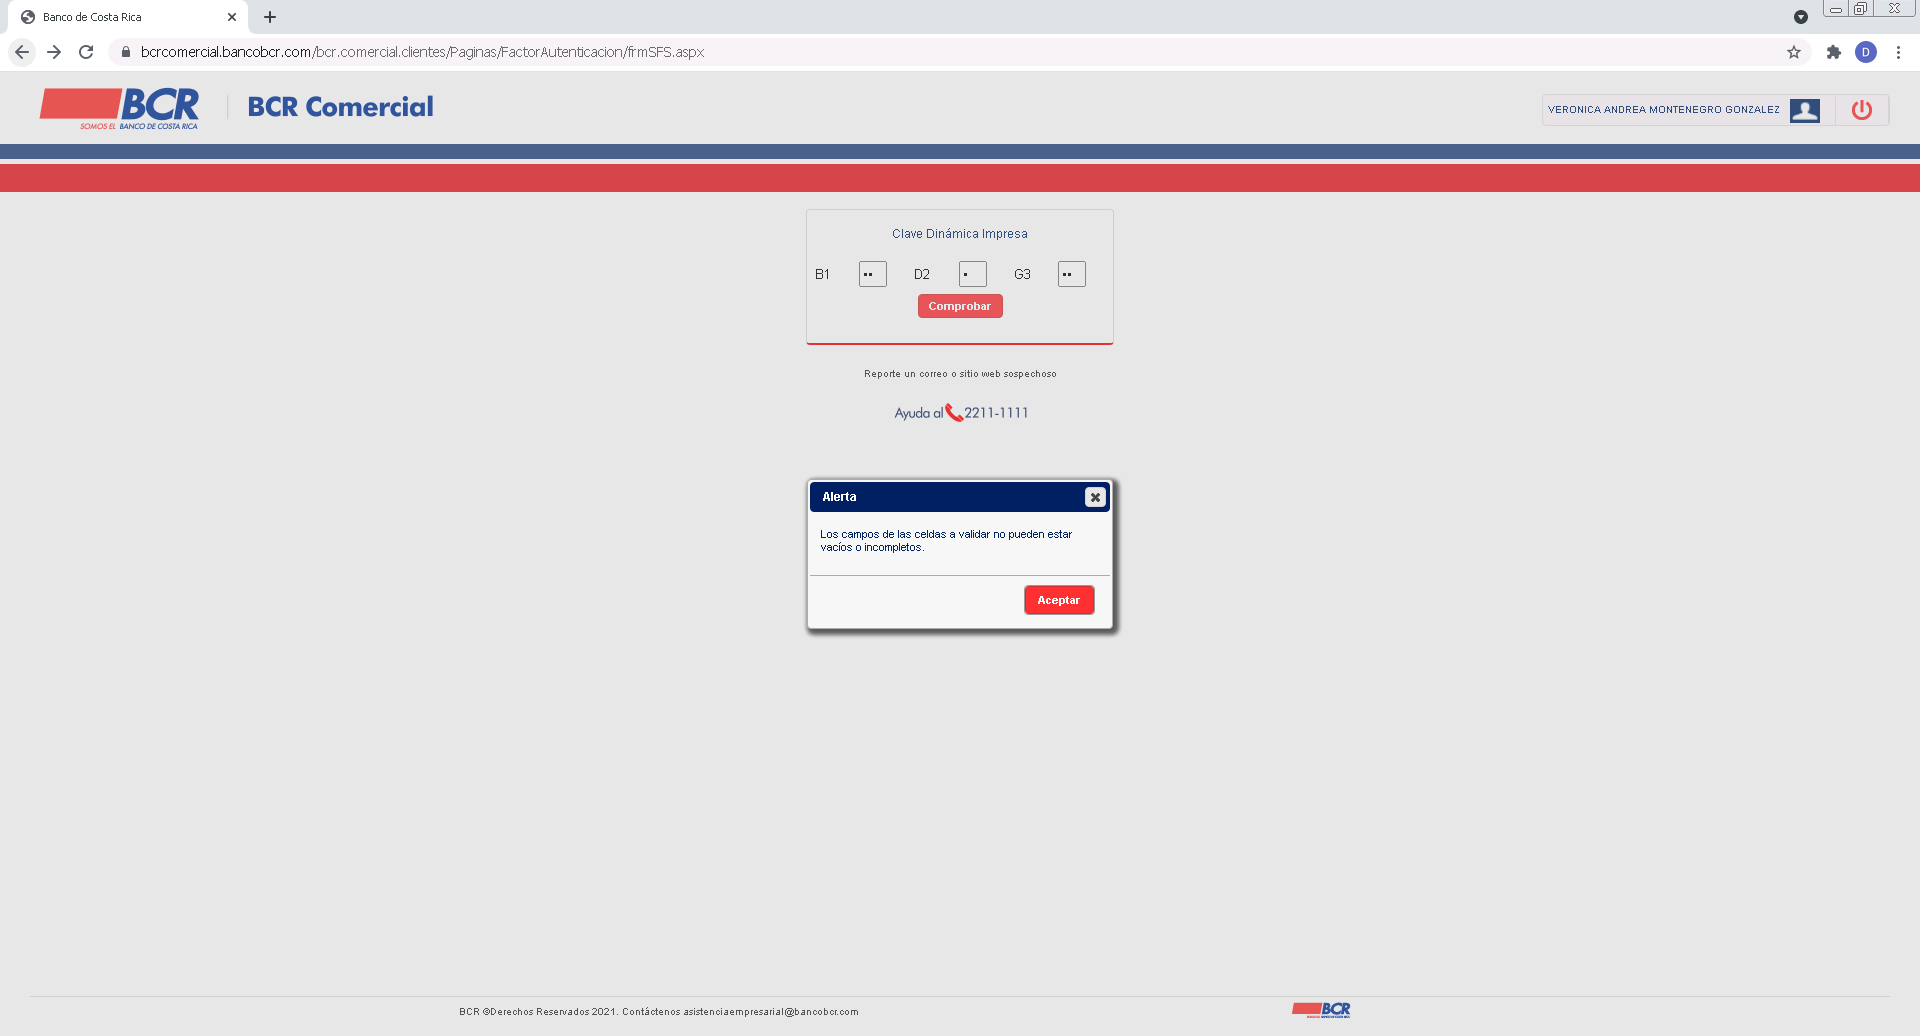 Banco de Costa Rica
bcrcomercial.bancobcr.com/bcr.comercial.clientes/Paginas/FactorAutenticacion/frmSFS.aspx
D
BCR
SOMOS EL BANCO DE COSTA RICA
BCR Comercial
VERONICA ANDREA MONTENEGRO GONZALEZ
Clave Dinámica Impresa
B1 •• D2 • G3 ••
Comprobar
Reporte un correo o sitio web sospechoso
Ayuda al 2211-1111
Alerta
Los campos de las celdas a validar no pueden estar
vacíos o incompletos.
Aceptar
BCR ©Derechos Reservados 2021. Contáctenos asistenciaempresarial@bancobcr.com
BCR